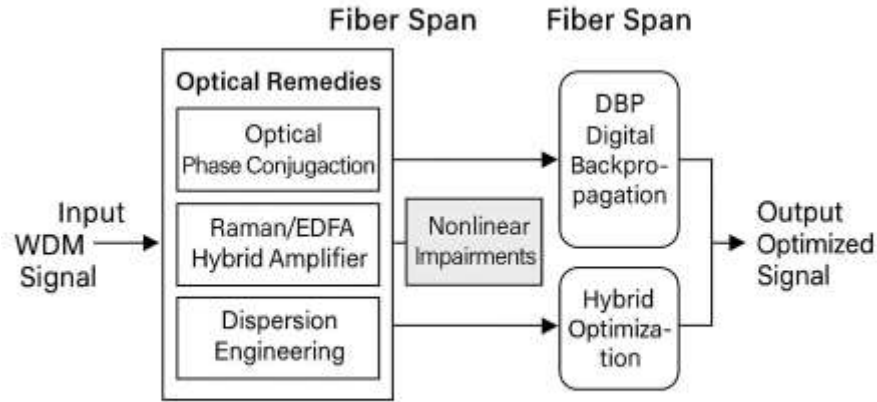 Fiber Span
Fiber Span
Optical Remedies
Optical
Phase Conjugaction
Raman/EDFA
Hybrid Amplifier
Dispersion
Engineering
Input
WDM
Signal
Nonlinear
Impairments
DBP
Digital
Backpro-
pagation
Hybrid
Optimiza-
tion
Output
Optimized
Signal